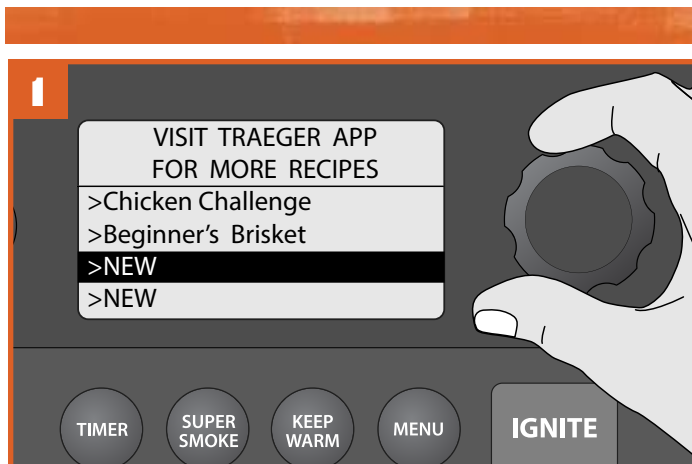 1
VISIT TRAEGER APP
FOR MORE RECIPES
>Chicken Challenge
>Beginner's Brisket
>NEW
>NEW
TIMER
SUPER
SMOKE
KEEP
WARM
MENU
IGNITE